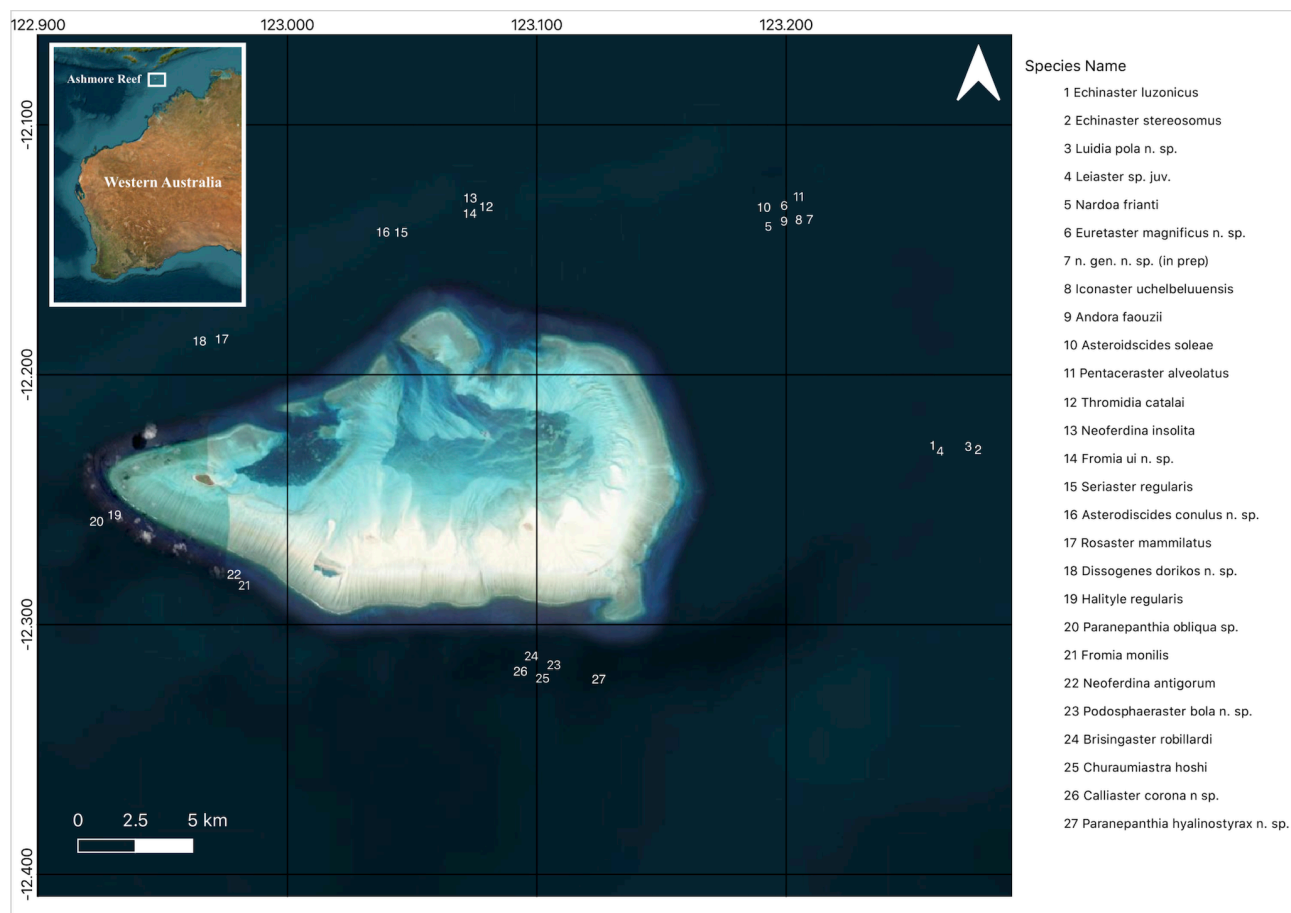 122.900 123.000 123.100 123.200
Ashmore Reef
Western Australia
-12.100
-12.200
-12.300
-12.400
13
12
14
16 15
11
10 6
9 8 7
5
18 17
1
4
3 2
20 19
22
21
24
23
26
25
27
0 2.5 5 km
Species Name
1 Echinaster luzonicus
2 Echinaster stereosomus
3 Luidia pola n. sp.
4 Leiaster sp. juv.
5 Nardoa frianti
6 Euretaster magnificus n. sp.
7 n. gen. n. sp. (in prep)
8 Iconaster uchelbeluuensis
9 Andora faouzii
10 Asteroidscides soleae
11 Pentaceraster alveolatus
12 Thromidia catalai
13 Neoferdina insolita
14 Fromia ui n. sp.
15 Seriaster regularis
16 Asterodiscides conulus n. sp.
17 Rosaster mammilatus
18 Dissogenes dorikos n. sp.
19 Halityle regularis
20 Paranepanthia obliqua sp.
21 Fromia monilis
22 Neoferdina antigorum
23 Podosphaeraster bola n. sp.
24 Brisingaster robillardi
25 Churaumiastra hoshi
26 Calliaster corona n sp.
27 Paranepanthia hyalinostyrax n. sp.